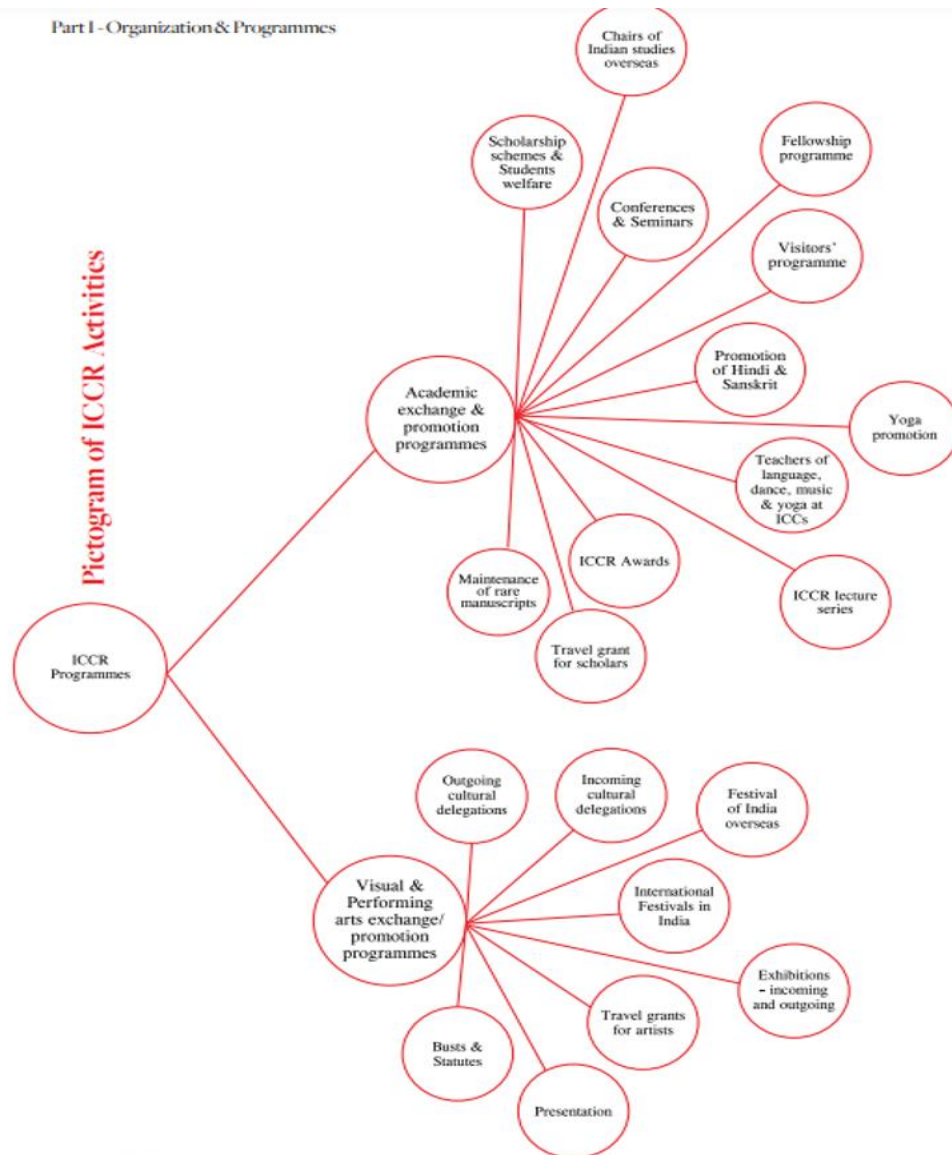 Part I - Organization & Programmes
Pictogram of ICCR Activities
ICCR
Programmes
Academic
exchange &
promotion
programmes
Chairs of
Indian studies
overseas
Scholarship
schemes &
Students
welfare
Fellowship
programme
Conferences
& Seminars
Visitors'
programme
Promotion
of Hindi &
Sanskrit
Yoga
promotion
Teachers of
language,
dance, music
& yoga at
ICCs
ICCR Awards
ICCR lecture
series
Maintenance
of rare
manuscripts
Travel grant
for scholars
Visual &
Performing
arts exchange/
promotion
programmes
Outgoing
cultural
delegations
Incoming
cultural
delegations
Festival
of India
overseas
International
Festivals in
India
Exhibitions
– incoming
and outgoing
Travel grants
for artists
Busts &
Statutes
Presentation